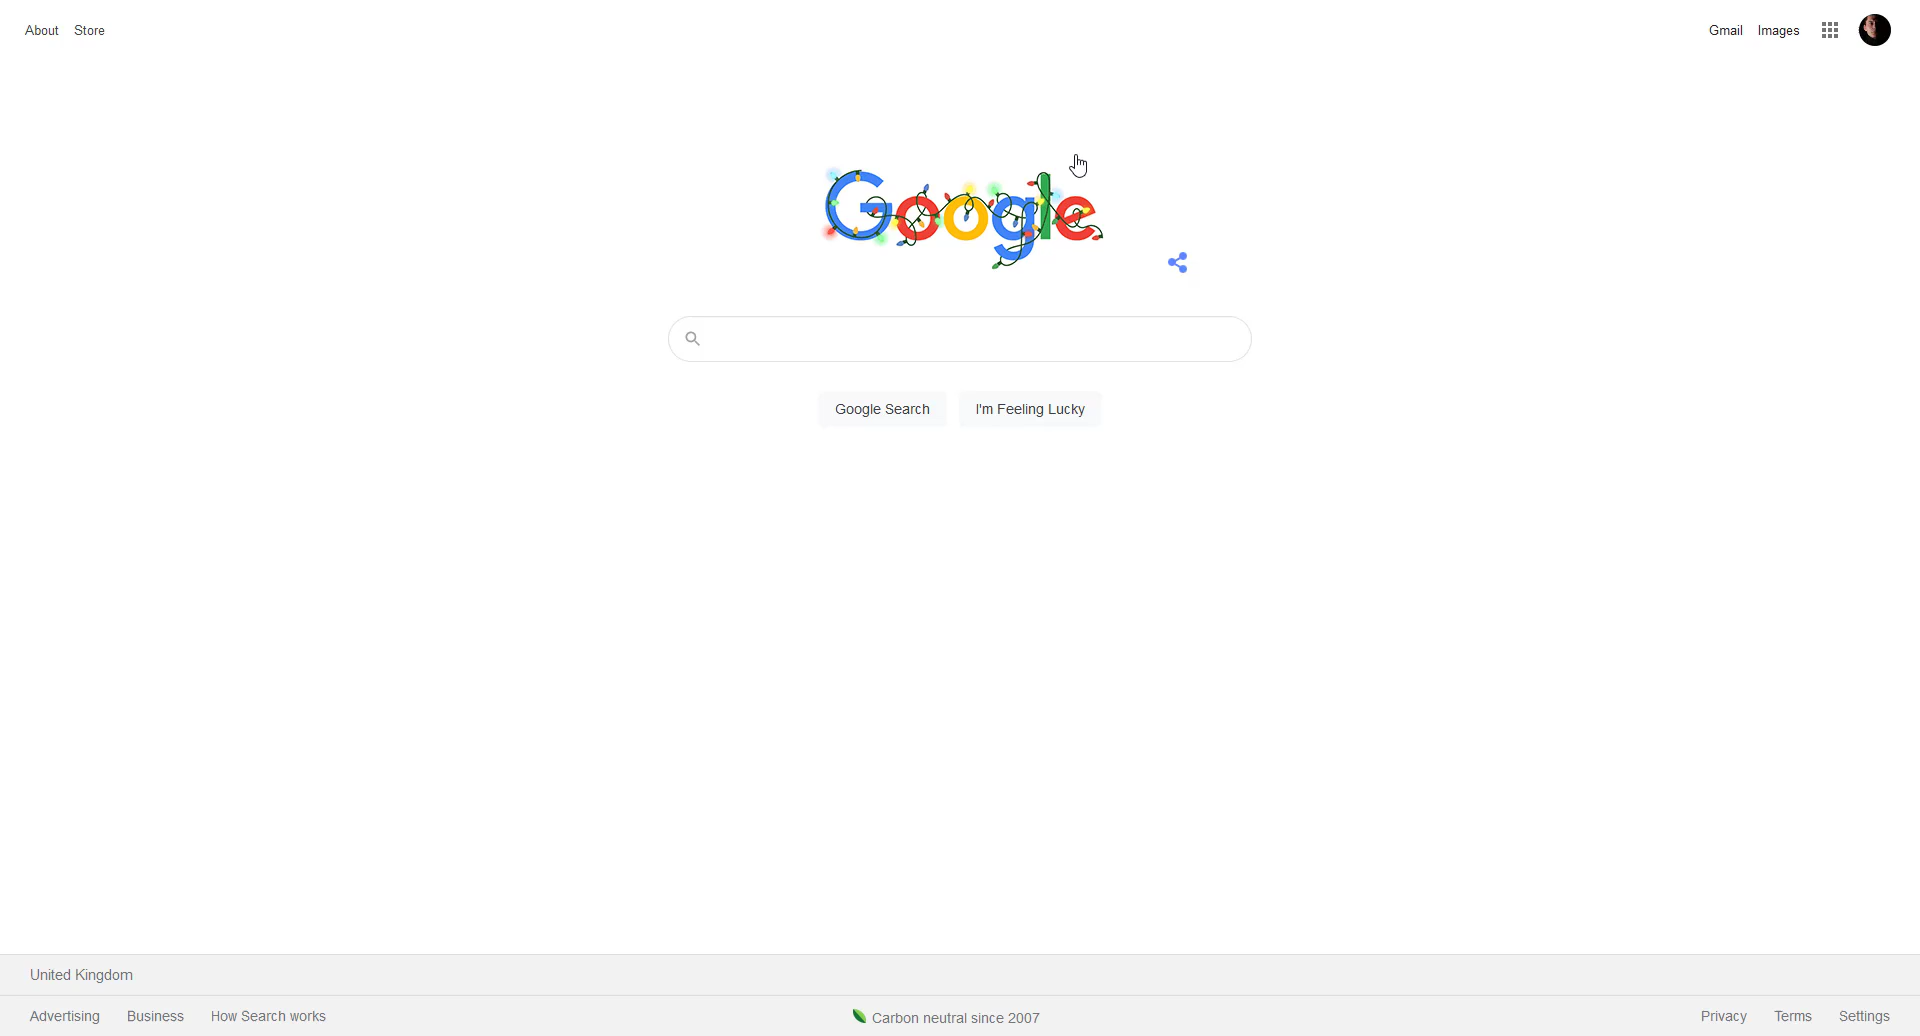 About Store
Gmail Images
Google
Google Search I'm Feeling Lucky
United Kingdom
Advertising Business How Search works
Carbon neutral since 2007
Privacy Terms Settings